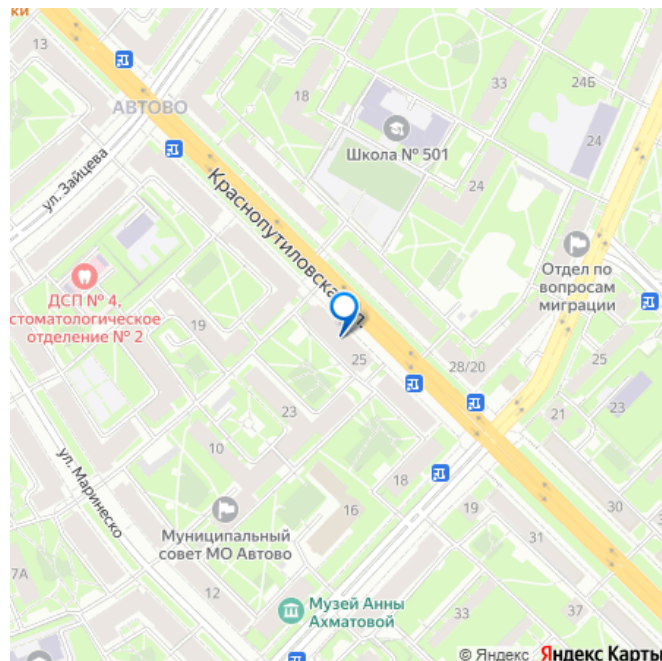 ки
13
24Б
33
АВТОВО
18
24
Школа № 501
ул. Зайцева
24
Краснопутиловская ул.
Отдел по
вопросам
миграции
ДСП № 4,
стоматологическое
отделение № 2
19
25
28/20
25
23
21
23
10
ул. Маринеско
18
16
19
30
Муниципальный
совет МО Автово
31
7А
12
Музей Анны
Ахматовой
33
37
© Яндекс Яндекс Карты